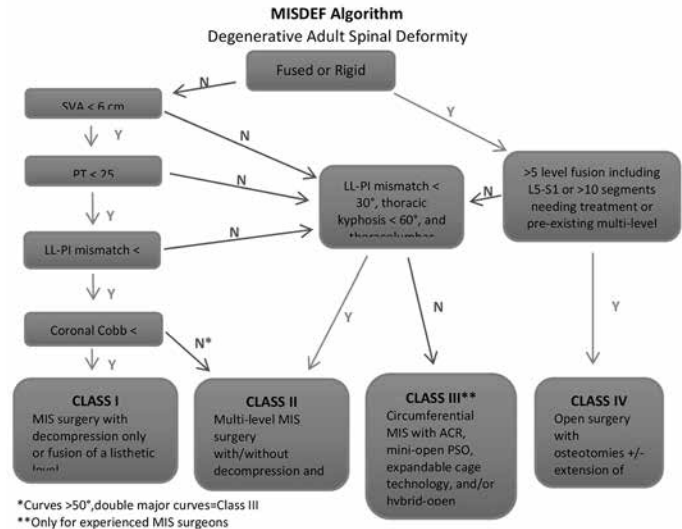 MISDEF Algorithm
Degenerative Adult Spinal Deformity
Fused or Rigid
N
Y
SVA < 6 cm
Y
N
PT < 25
Y
N
LL-PI mismatch <
Y
N
Coronal Cobb <
Y
N*
LL-PI mismatch <
30°, thoracic
kyphosis < 60°, and
thoracolumbar
Y
N
>5 level fusion including
L5-S1 or >10 segments
needing treatment or
pre-existing multi-level
N
Y
CLASS I
MIS surgery with
decompression only
or fusion of a listhetic
level
CLASS II
Multi-level MIS
surgery
with/without
decompression and
CLASS III**
Circumferential
MIS with ACR,
mini-open PSO,
expandable cage
technology, and/or
hybrid-open
CLASS IV
Open surgery
with
osteotomies +/-
extension of
*Curves >50°,double major curves=Class III
**Only for experienced MIS surgeons